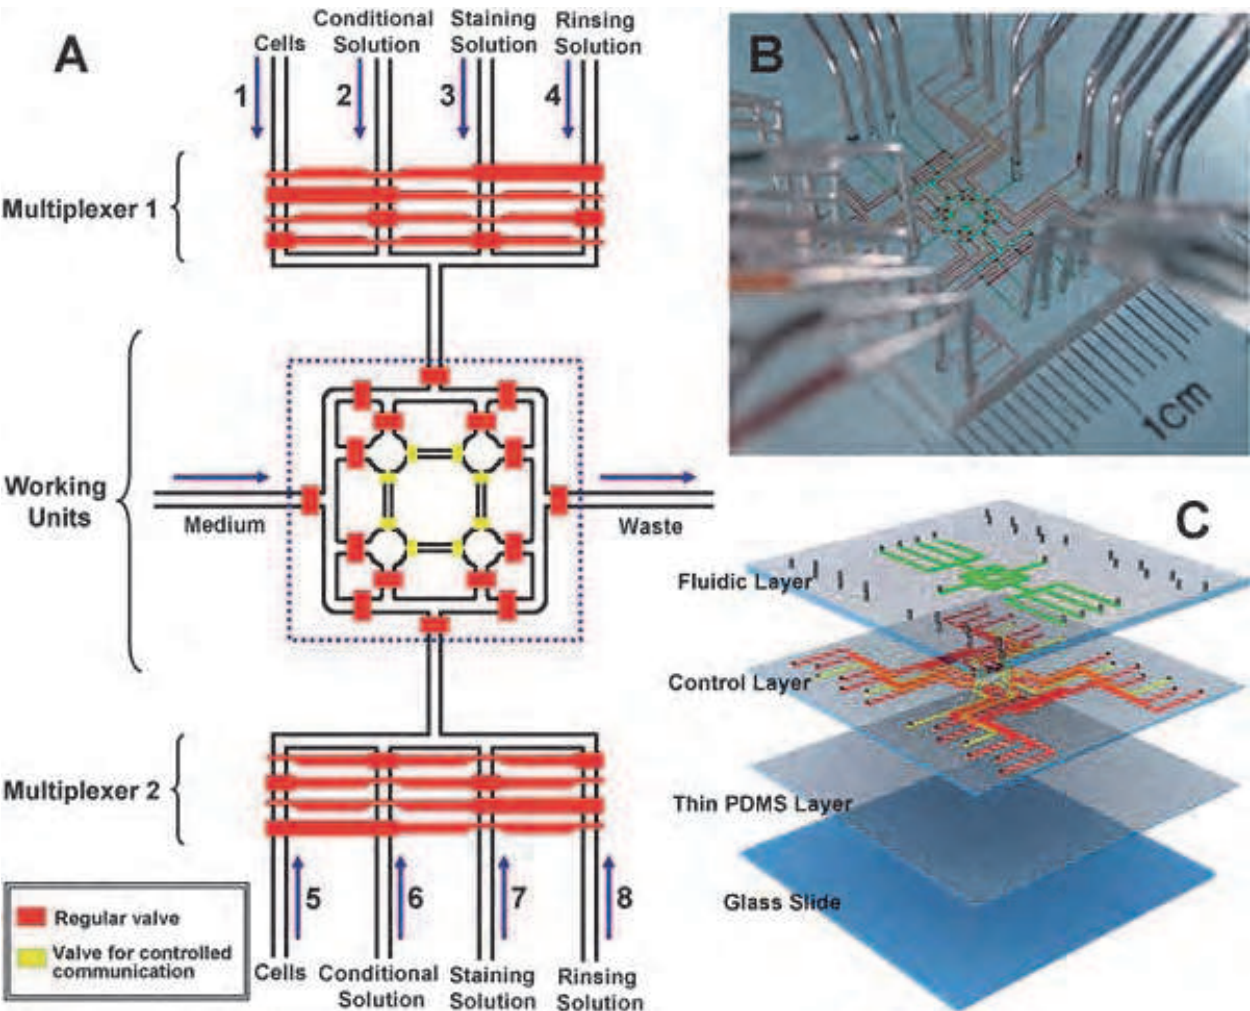 A
Cells
Conditional
Solution
Staining
Solution
Rinsing
Solution
1
2
3
4
Multiplexer 1
Working
Units
Medium
Waste
Multiplexer 2
5
6
7
8
Cells
Conditional
Solution
Staining
Solution
Rinsing
Solution
Regular valve
Valve for controlled
communication
B
1cm
C
Fluidic Layer
Control Layer
Thin PDMS Layer
Glass Slide